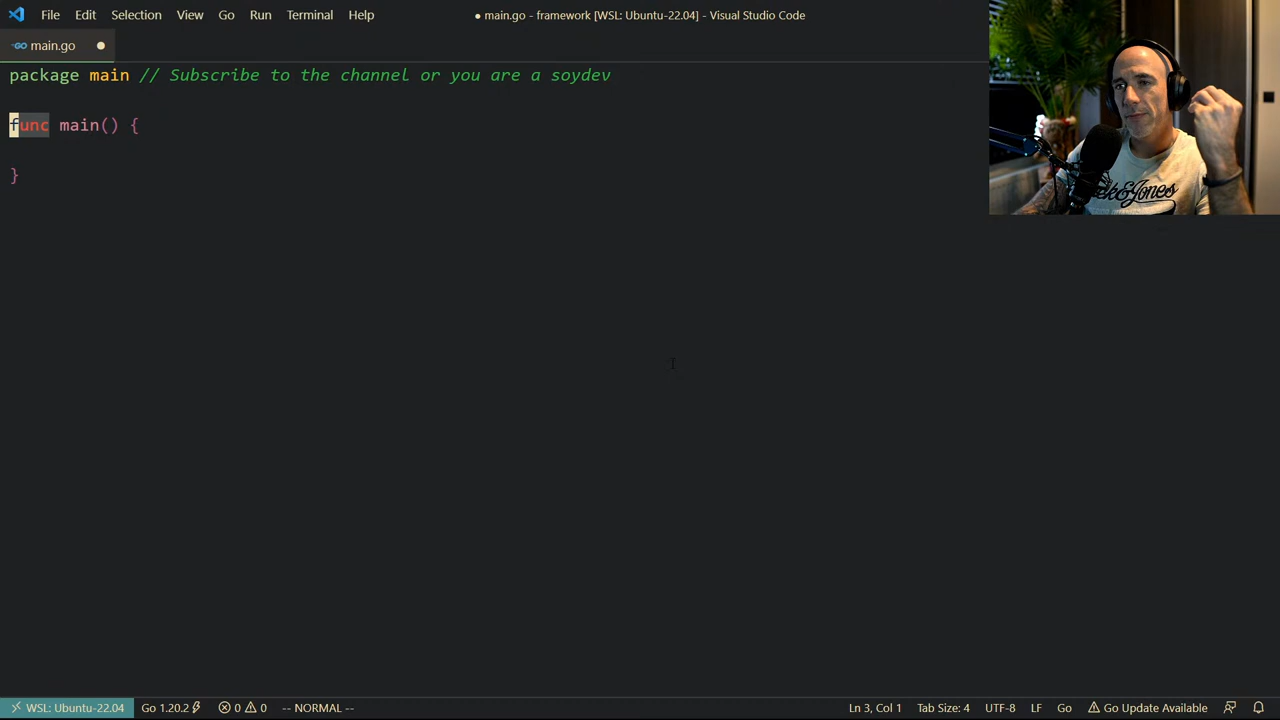 File Edit Selection View Go Run Terminal Help
● main.go - framework [WSL: Ubuntu-22.04] - Visual Studio Code
main.go
package main // Subscribe to the channel or you are a soydev
func main() {
}
WSL: Ubuntu-22.04 Go 1.20.2 0 0 -- NORMAL --
Ln 3, Col 1 Tab Size: 4 UTF-8 LF Go Go Update Available